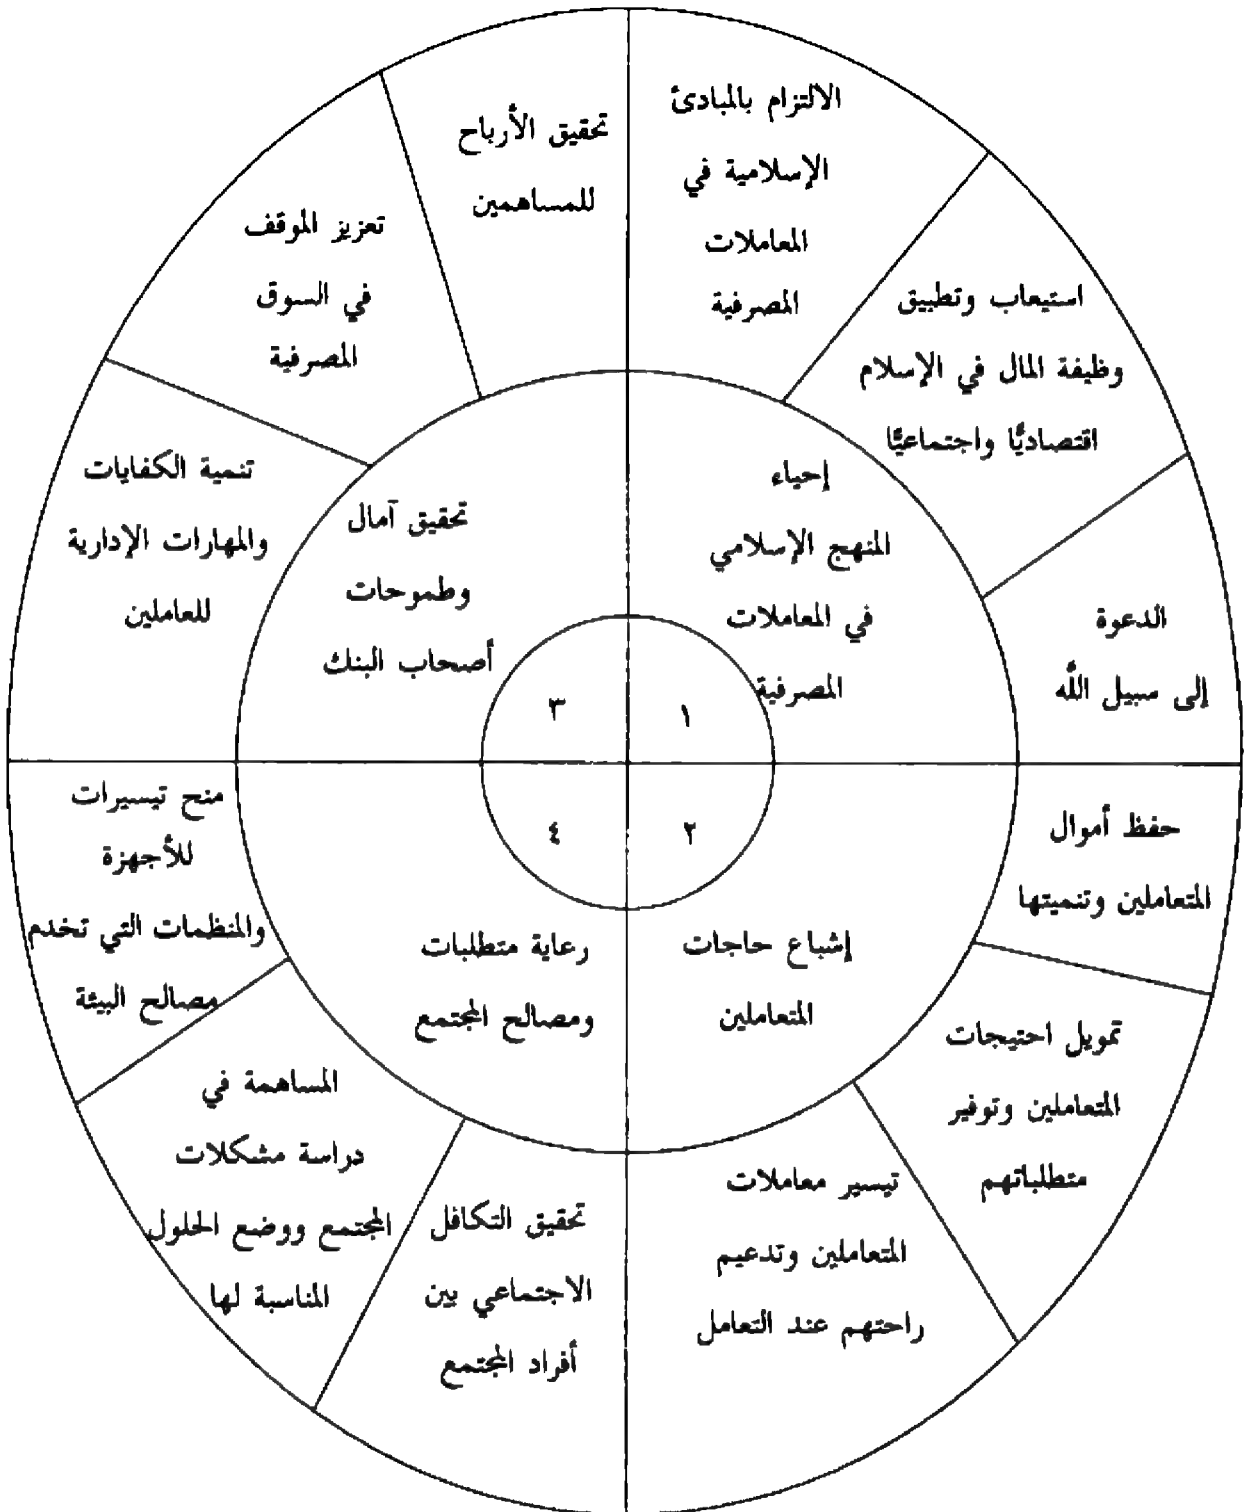 الالتزام بالمبادئ
الإسلامية في
المعاملات
المصرفية
استيعاب وتطبيق
وظيفة المال في الإسلام
اقتصاديًّا واجتماعيًّا
الدعوة
إلى سبيل اللَّه
إحياء
المنهج الإسلامي
في المعاملات
المصرفية
١
حفظ أموال
المتعاملين وتنميتها
تمويل احتيجات
المتعاملين وتوفير
متطلباتهم
تيسير معاملات
المتعاملين وتدعيم
راحتهم عند التعامل
٢
إشباع حاجات
المتعاملين
تحقيق الأرباح
للمساهمين
تعزيز الموقف
في السوق
المصرفية
تنمية الكفايات
والمهارات الإدارية
للعاملين
تحقيق آمال
وطموحات
أصحاب البنك
٣
منح تيسيرات
للأجهزة
والمنظمات التي تخدم
مصالح البيئة
المساهمة في
دراسة مشكلات
المجتمع ووضع الحلول
المناسبة لها
تحقيق التكافل
الاجتماعي بين
أفراد المجتمع
٤
رعاية متطلبات
ومصالح المجتمع